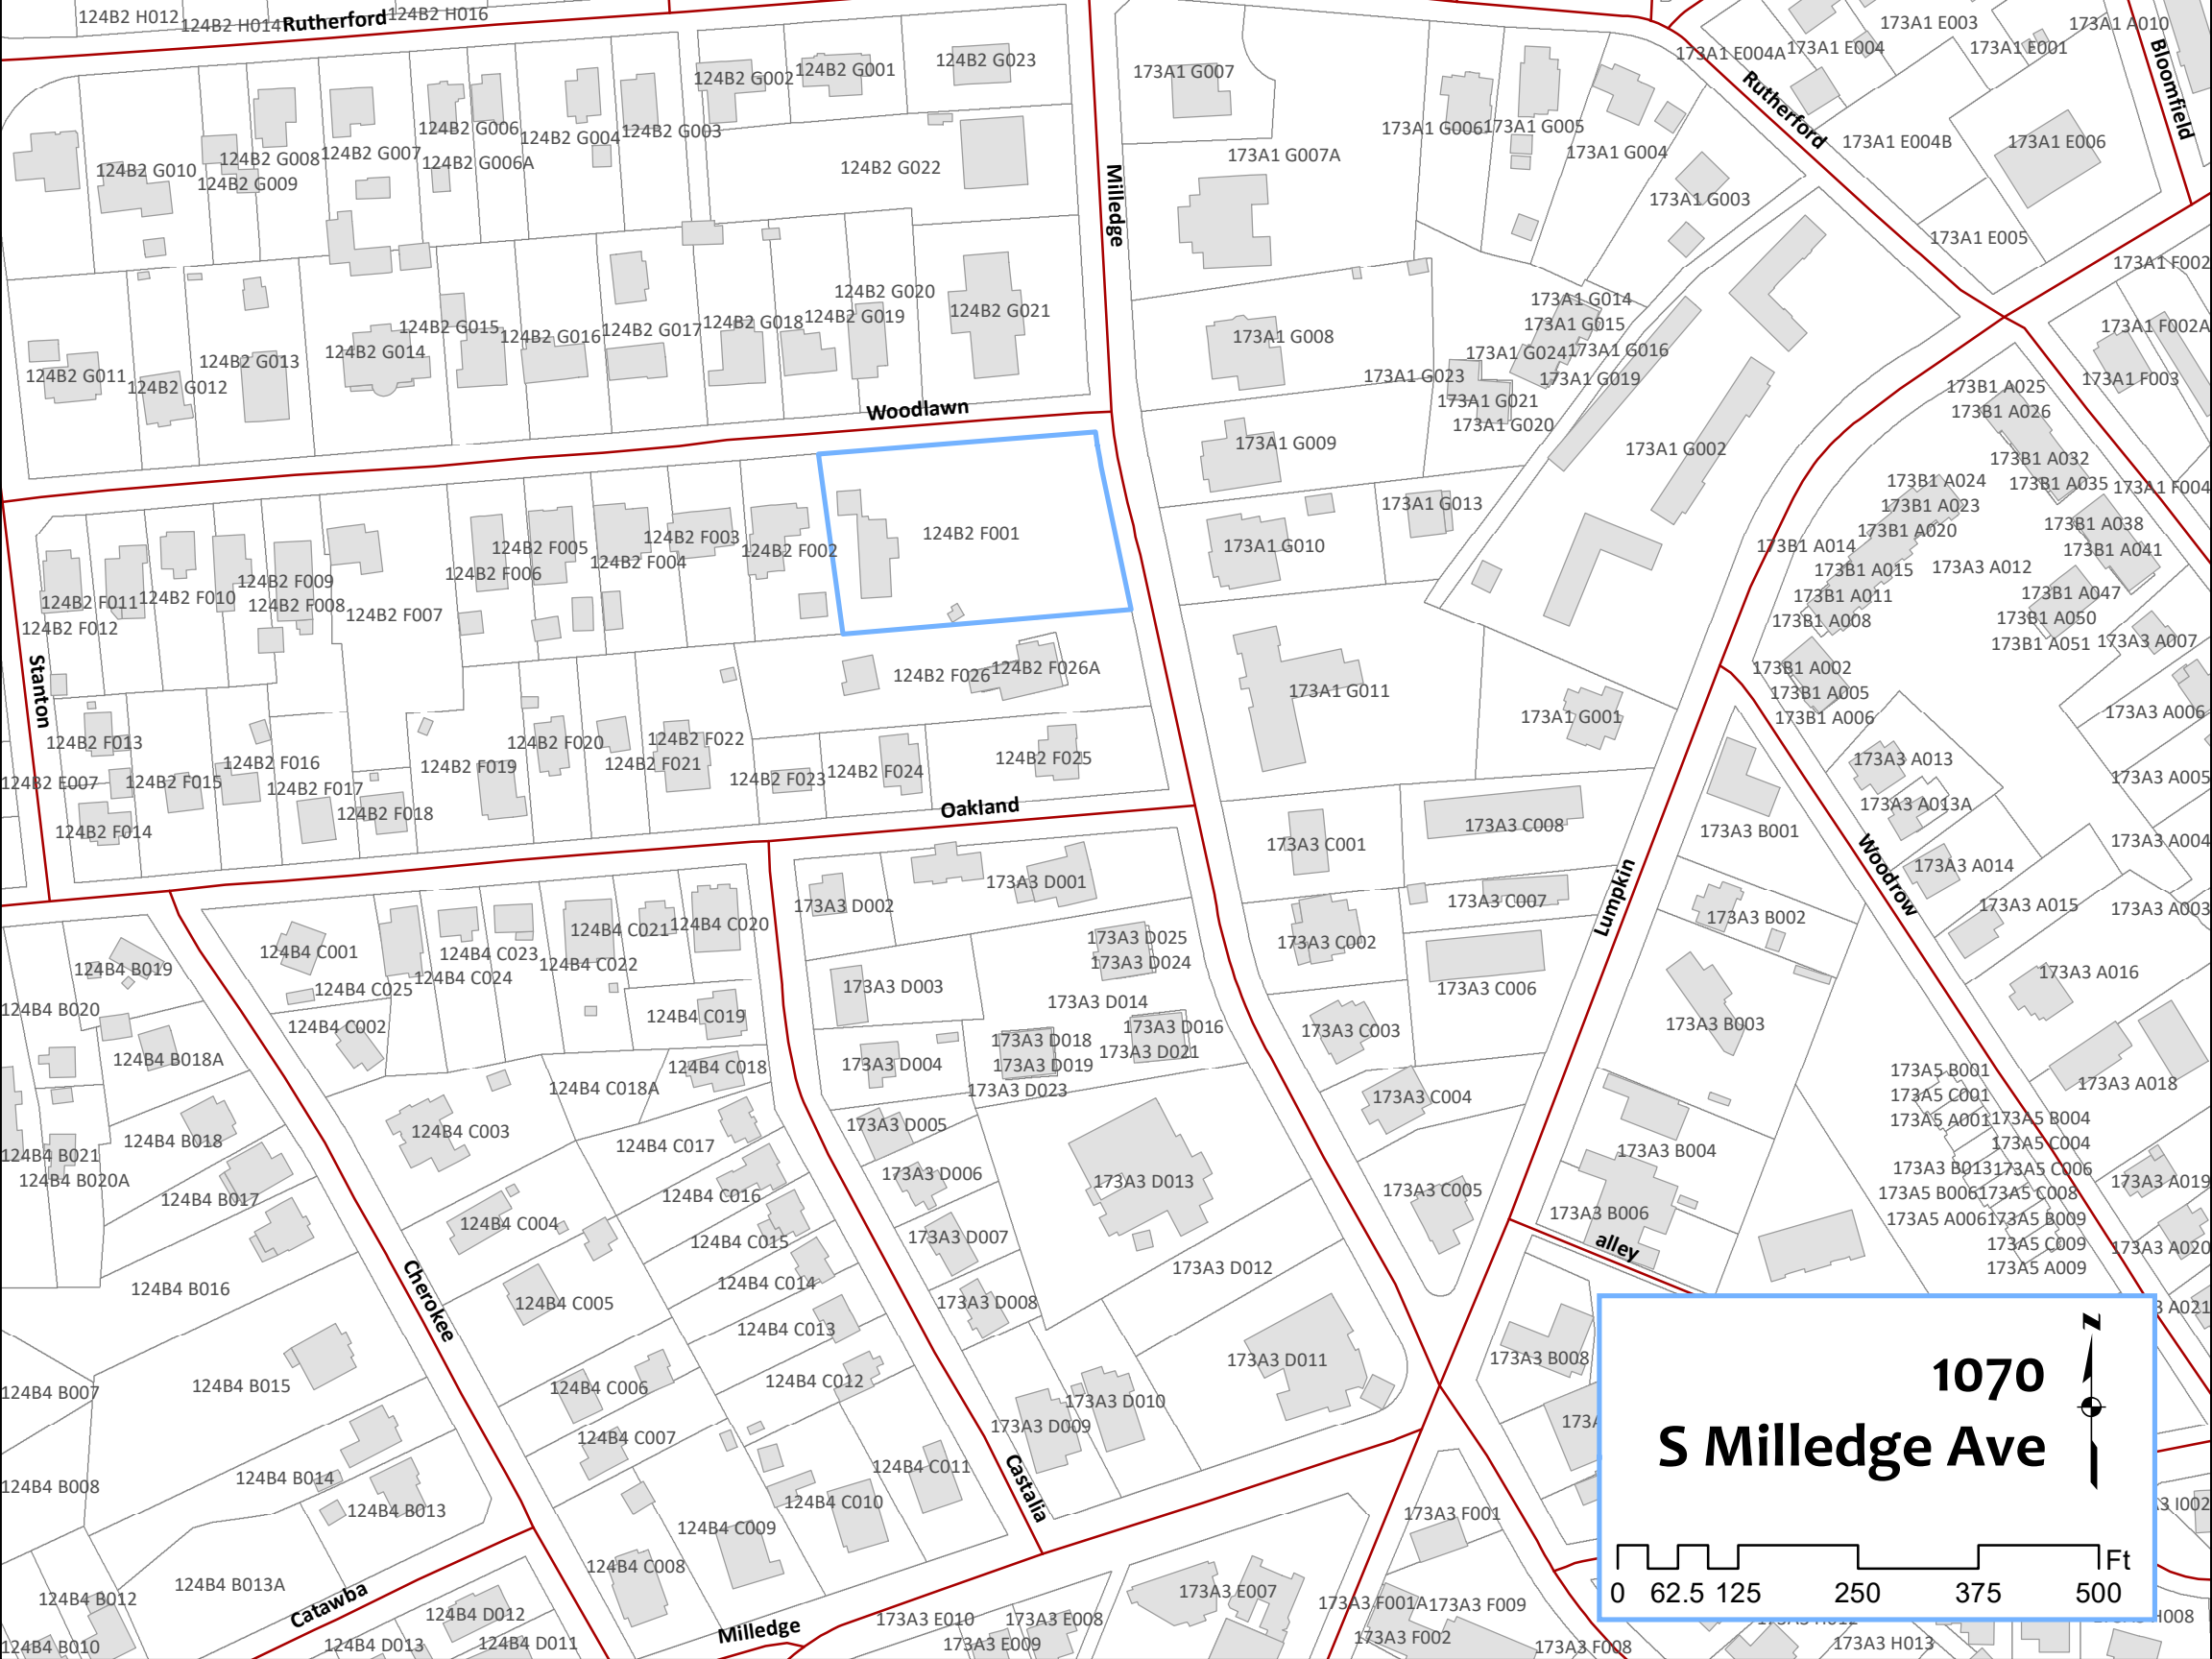 124B2 H012
124B2 H014
Rutherford
124B2 H016
173A1 E003
173A1 A010
173A1 E004A
173A1 E004
173A1 E001
Bloomfield
124B2 G002
124B2 G001
124B2 G023
173A1 G007
Rutherford
124B2 G006
124B2 G004
124B2 G003
173A1 G006
173A1 G005
173A1 E004B
173A1 E006
124B2 G010
124B2 G008
124B2 G007
124B2 G006A
124B2 G022
173A1 G007A
173A1 G004
124B2 G009
Milledge
173A1 G003
173A1 E005
173A1 F002
124B2 G020
124B2 G021
173A1 G014
124B2 G015
124B2 G016
124B2 G017
124B2 G018
124B2 G019
173A1 G008
173A1 G015
173A1 F002A
124B2 G011
124B2 G012
124B2 G013
124B2 G014
173A1 G024
173A1 G016
173A1 G023
173A1 G019
173A1 F003
173B1 A025
Woodlawn
173A1 G021
173A1 G020
173B1 A026
173A1 G009
173A1 G002
173B1 A032
173B1 A024
173B1 A035
173A1 F004
173A1 G013
173B1 A023
124B2 F005
124B2 F003
124B2 F002
124B2 F001
173A1 G010
173B1 A020
173B1 A038
173B1 A014
173B1 A041
124B2 F006
124B2 F004
173B1 A015
173A3 A012
124B2 F011
124B2 F010
124B2 F009
124B2 F008
124B2 F007
173B1 A011
173B1 A047
124B2 F012
173B1 A008
173B1 A050
173B1 A051
173A3 A007
Stanton
124B2 F026
124B2 F026A
173A1 G011
173A1 G001
173B1 A002
173B1 A005
173B1 A006
173A3 A006
124B2 F013
124B2 F020
124B2 F022
124B2 E007
124B2 F015
124B2 F016
124B2 F017
124B2 F019
124B2 F021
124B2 F023
124B2 F024
124B2 F025
173A3 A013
173A3 A005
124B2 F014
124B2 F018
Oakland
173A3 A013A
173A3 C001
173A3 C008
173A3 B001
173A3 A004
Woodrow
173A3 D002
173A3 D001
173A3 C007
Lumpkin
173A3 A014
173A3 B002
173A3 A015
173A3 A003
124B4 C001
124B4 C023
124B4 C021
124B4 C020
173A3 D025
173A3 D024
173A3 C002
124B4 B019
124B4 C025
124B4 C024
124B4 C022
173A3 D003
173A3 C006
173A3 A016
124B4 B020
124B4 C002
124B4 C019
173A3 D014
173A3 D016
173A3 C003
173A3 B003
124B4 B018A
124B4 C018A
124B4 C018
173A3 D004
173A3 D018
173A3 D019
173A3 D021
173A3 D023
173A5 B001
173A3 A018
124B4 B018
124B4 C003
124B4 C017
173A3 D005
173A3 C004
173A5 C001
173A5 A001
173A5 B004
173A5 C004
124B4 B021
124B4 B020A
124B4 B017
124B4 C016
173A3 D006
173A3 D013
173A3 C005
173A3 B004
173A3 B013
173A5 C006
173A3 A019
173A5 B006
173A5 C008
124B4 C004
124B4 C015
173A3 D007
173A3 B006
173A5 A006
173A5 B009
alley
173A5 C009
173A3 A020
173A5 A009
124B4 B016
Cherokee
124B4 C005
124B4 C014
173A3 D008
173A3 D012
124B4 C013
124B4 B015
124B4 C006
124B4 C012
173A3 D010
173A3 D011
173A3 B008
124B4 B007
124B4 C007
173A3 D009
124B4 B008
124B4 B014
124B4 B013
124B4 C011
Castalia
124B4 C010
124B4 C009
173A3 F001
124B4 C008
124B4 B012
124B4 B013A
Catawba
124B4 D012
173A3 E010
173A3 E008
173A3 E007
173A3 F001A
173A3 F009
124B4 B010
124B4 D013
124B4 D011
Milledge
173A3 E009
173A3 F002
173A3 F008
173A3 H013
1070
S Milledge Ave
N
Ft
0 62.5 125 250 375 500